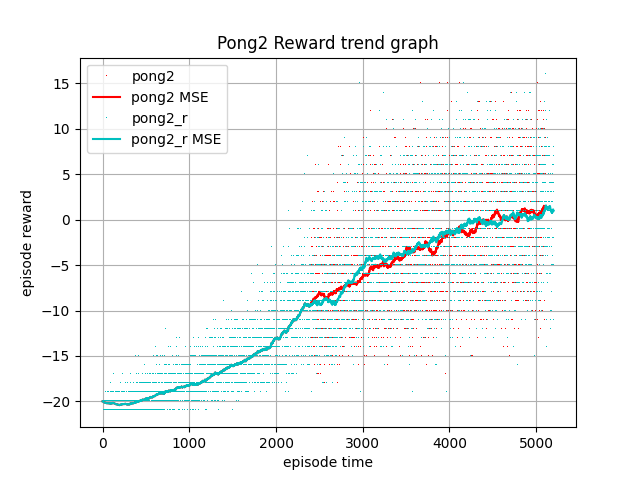 Pong2 Reward trend graph
pong2
pong2 MSE
pong2_r
pong2_r MSE
episode reward
15
10
5
0
−5
−10
−15
−20
0 1000 2000 3000 4000 5000
episode time